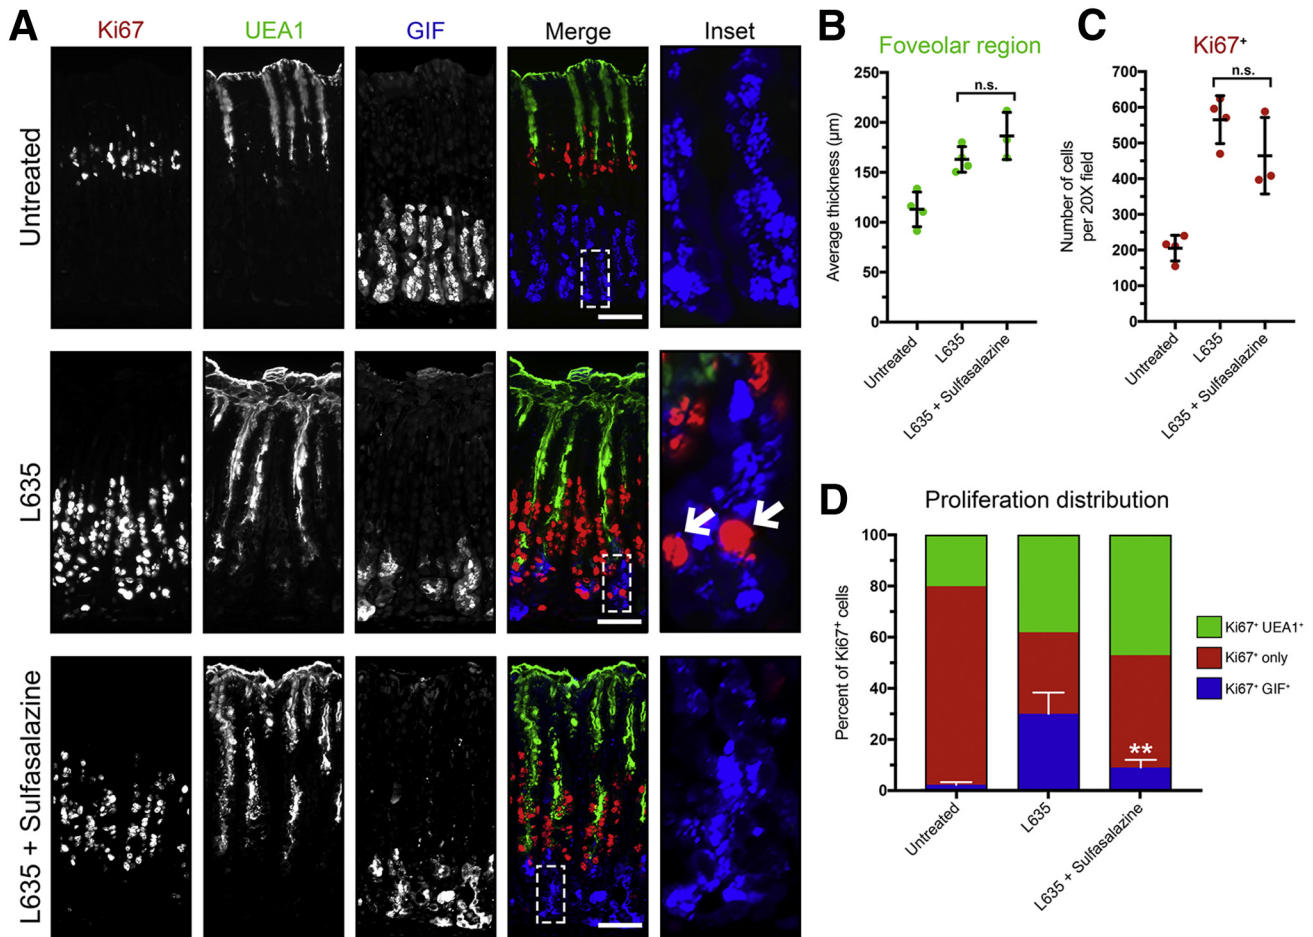 A
Ki67
UEA1
GIF
Merge
Inset
Untreated
L635
L635 + Sulfasalazine
B
Foveolar region
n.s.
Average thickness (µm)
250
200
150
100
50
0
Untreated
L635
L635 + Sulfasalazine
C
Ki67⁺
n.s.
Number of cells
per 20X field
700
600
500
400
300
200
100
0
Untreated
L635
L635 + Sulfasalazine
D
Proliferation distribution
Percent of Ki67⁺ cells
100
80
60
40
20
0
**
Untreated
L635
L635 + Sulfasalazine
Ki67⁺ UEA1⁺
Ki67⁺ only
Ki67⁺ GIF⁺